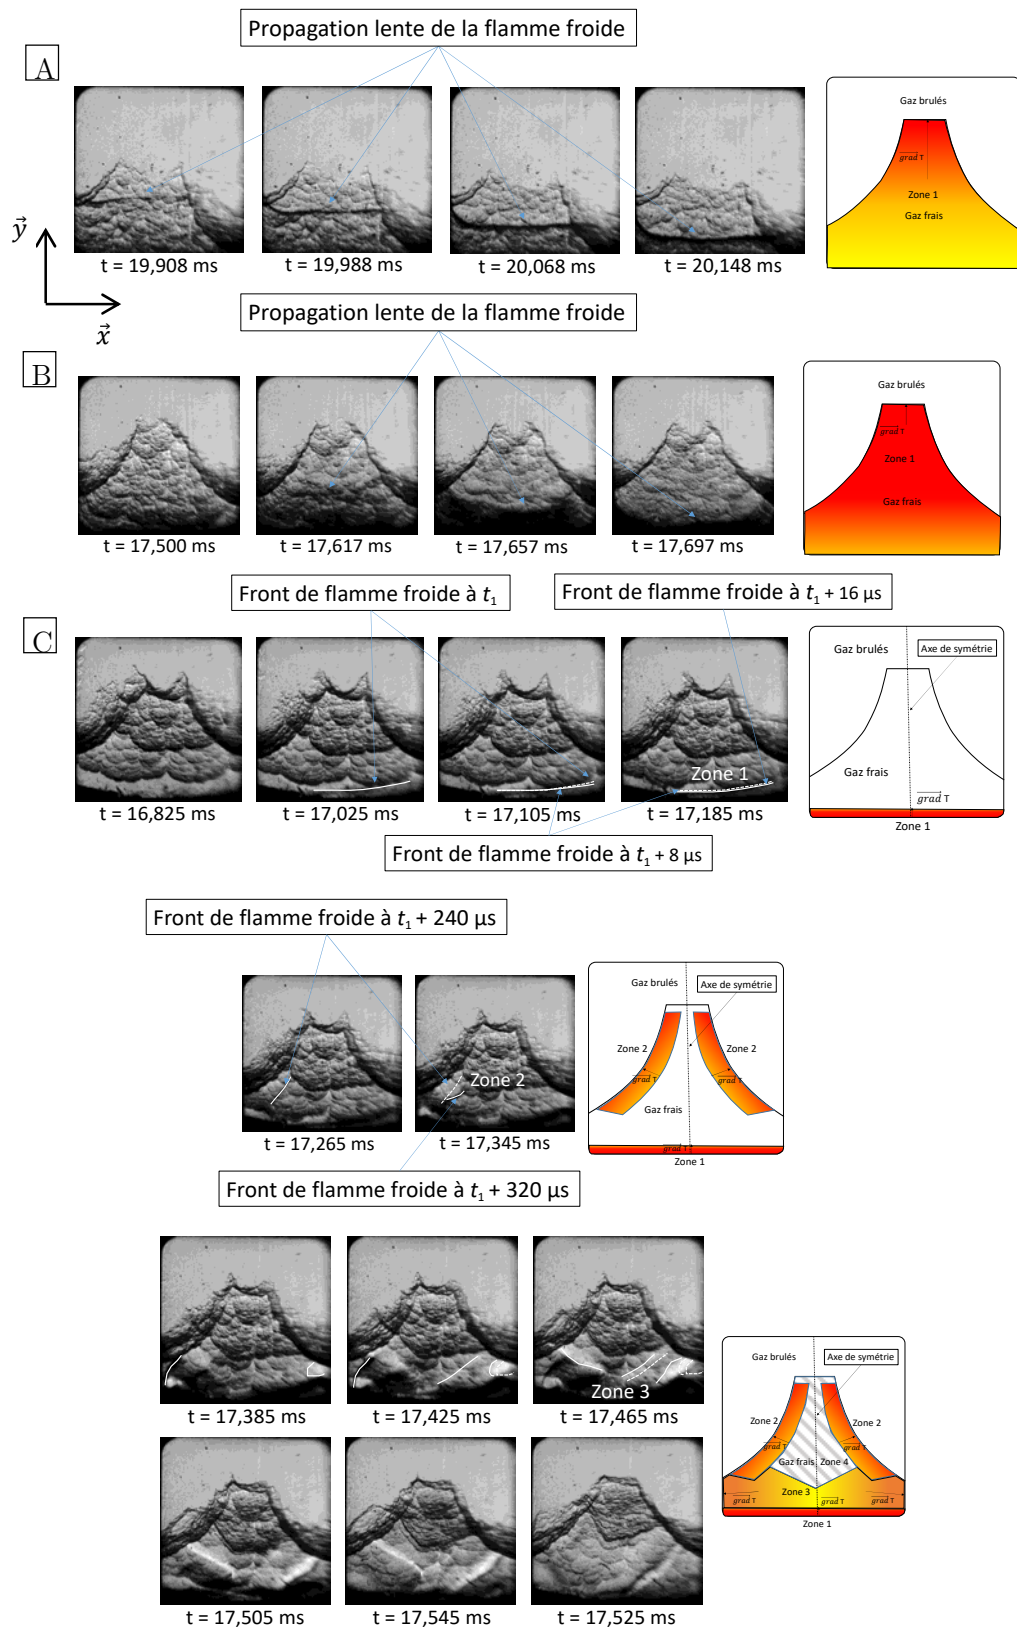 Propagation lente de la flamme froide
A
Gaz brulés
grad T
Zone 1
Gaz frais
y
x
t = 19,908 ms
t = 19,988 ms
t = 20,068 ms
t = 20,148 ms
Propagation lente de la flamme froide
B
Gaz brulés
grad T
Zone 1
Gaz frais
t = 17,500 ms
t = 17,617 ms
t = 17,657 ms
t = 17,697 ms
Front de flamme froide à t1
Front de flamme froide à t1 + 16 µs
C
Gaz brulés
Axe de symétrie
Gaz frais
grad T
Zone 1
Zone 1
t = 16,825 ms
t = 17,025 ms
t = 17,105 ms
t = 17,185 ms
Front de flamme froide à t1 + 8 µs
Front de flamme froide à t1 + 240 µs
Gaz brulés
Axe de symétrie
Zone 2
Zone 2
grad T
grad T
Gaz frais
grad T
Zone 1
Zone 2
t = 17,265 ms
t = 17,345 ms
Front de flamme froide à t1 + 320 µs
Zone 3
t = 17,385 ms
t = 17,425 ms
t = 17,465 ms
Gaz brulés
Axe de symétrie
Zone 2
Zone 2
grad T
grad T
Gaz frais
Zone 4
Zone 3
grad T
grad T
grad T
Zone 1
t = 17,505 ms
t = 17,545 ms
t = 17,525 ms